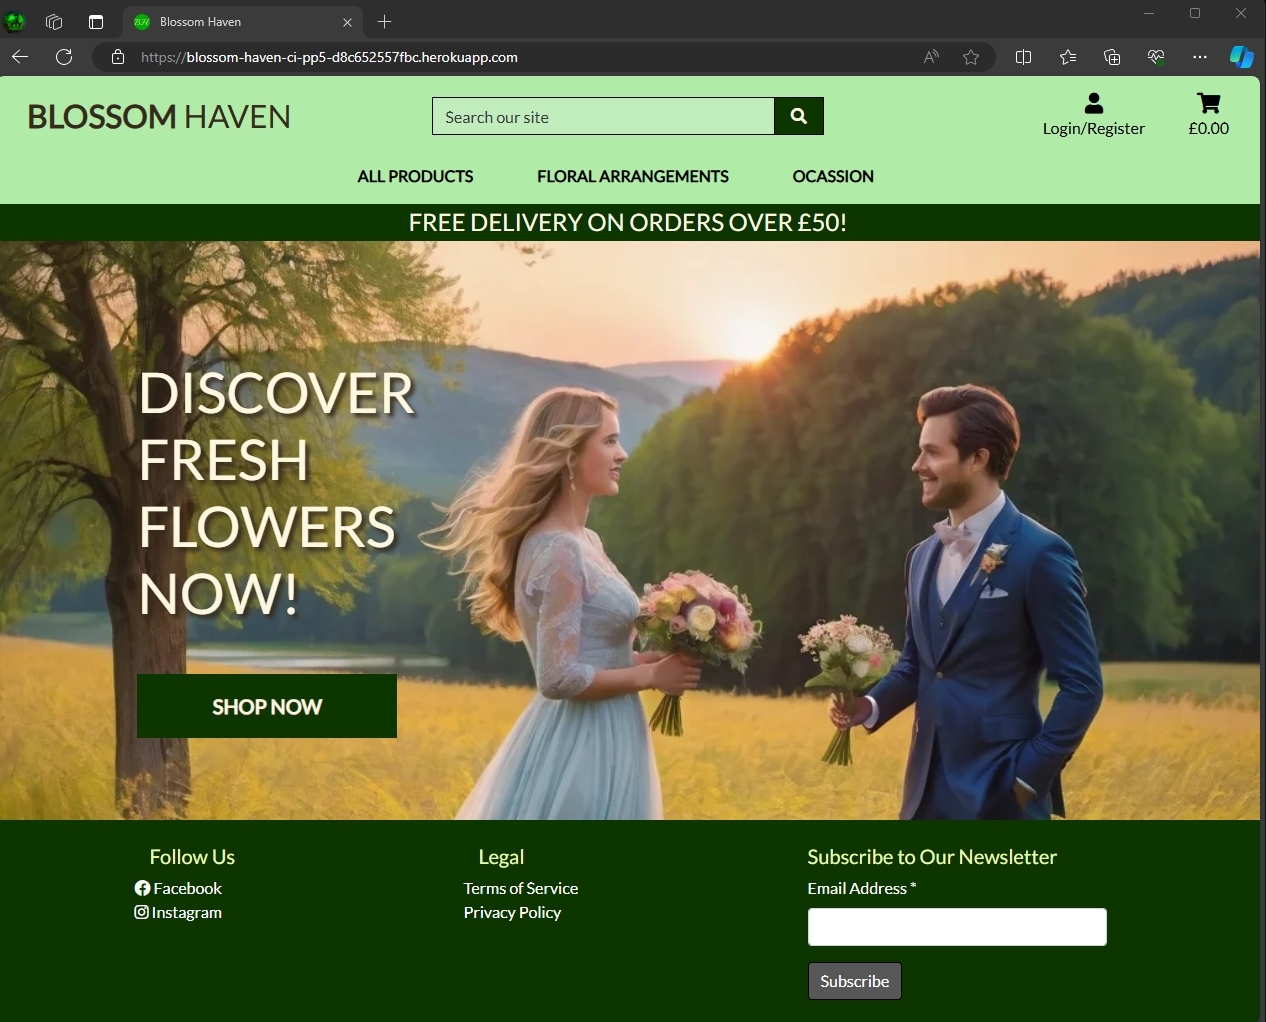 Blossom Haven
https://blossom-haven-ci-pp5-d8c652557fbc.herokuapp.com
BLOSSOM HAVEN
Search our site
Login/Register
£0.00
ALL PRODUCTS
FLORAL ARRANGEMENTS
OCASSION
FREE DELIVERY ON ORDERS OVER £50!
DISCOVER
FRESH
FLOWERS
NOW!
SHOP NOW
Follow Us
Facebook
Instagram
Legal
Terms of Service
Privacy Policy
Subscribe to Our Newsletter
Email Address *
Subscribe